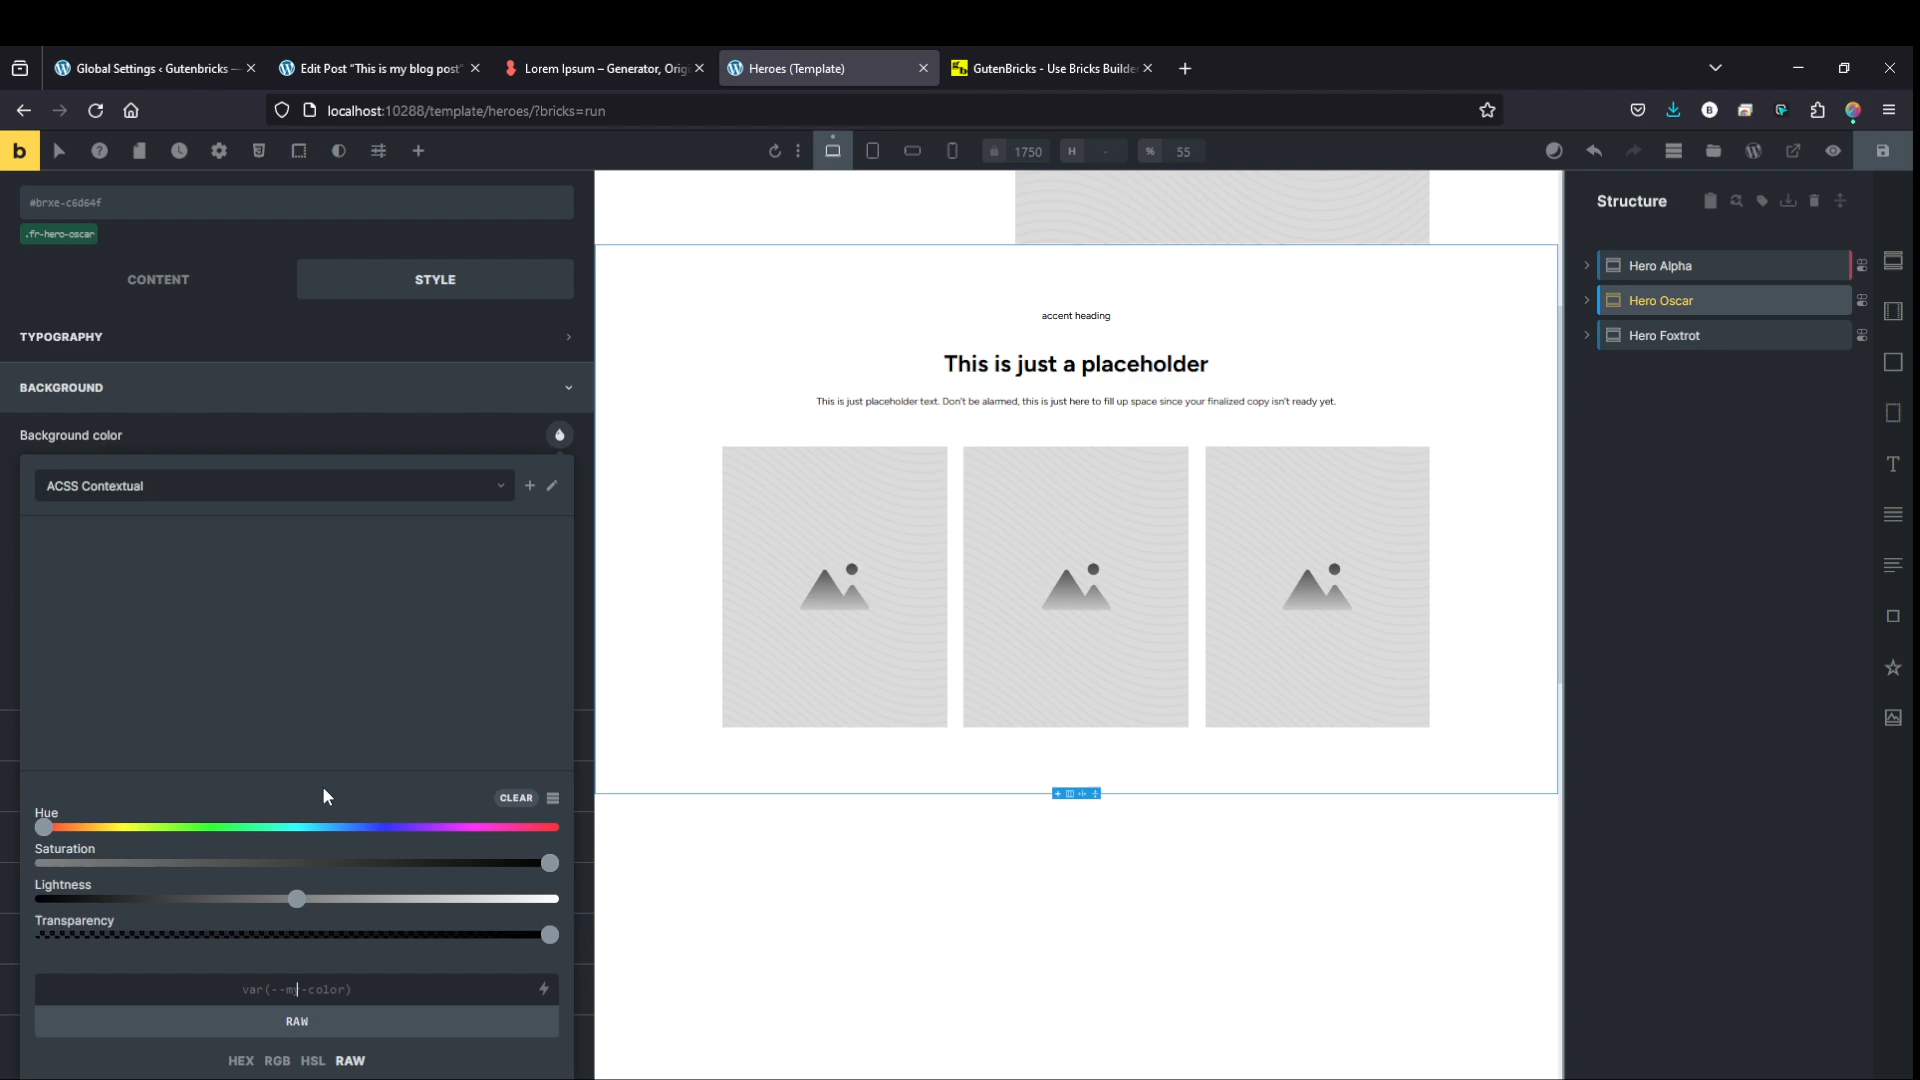 Global Settings ‹ Gutenbricks —
Edit Post "This is my blog post"
Lorem Ipsum – Generator, Orig
Heroes (Template)
GutenBricks - Use Bricks Builder
localhost:10288/template/heroes/?bricks=run
b
1750
H
-
%
55
#brxe-c6d64f
.fr-hero-oscar
CONTENT
STYLE
TYPOGRAPHY
BACKGROUND
Background color
ACSS Contextual
CLEAR
Hue
Saturation
Lightness
Transparency
var(--my-color)
RAW
HEX RGB HSL RAW
accent heading
This is just a placeholder
This is just placeholder text. Don't be alarmed, this is just here to fill up space since your finalized copy isn't ready yet.
Structure
Hero Alpha
Hero Oscar
Hero Foxtrot